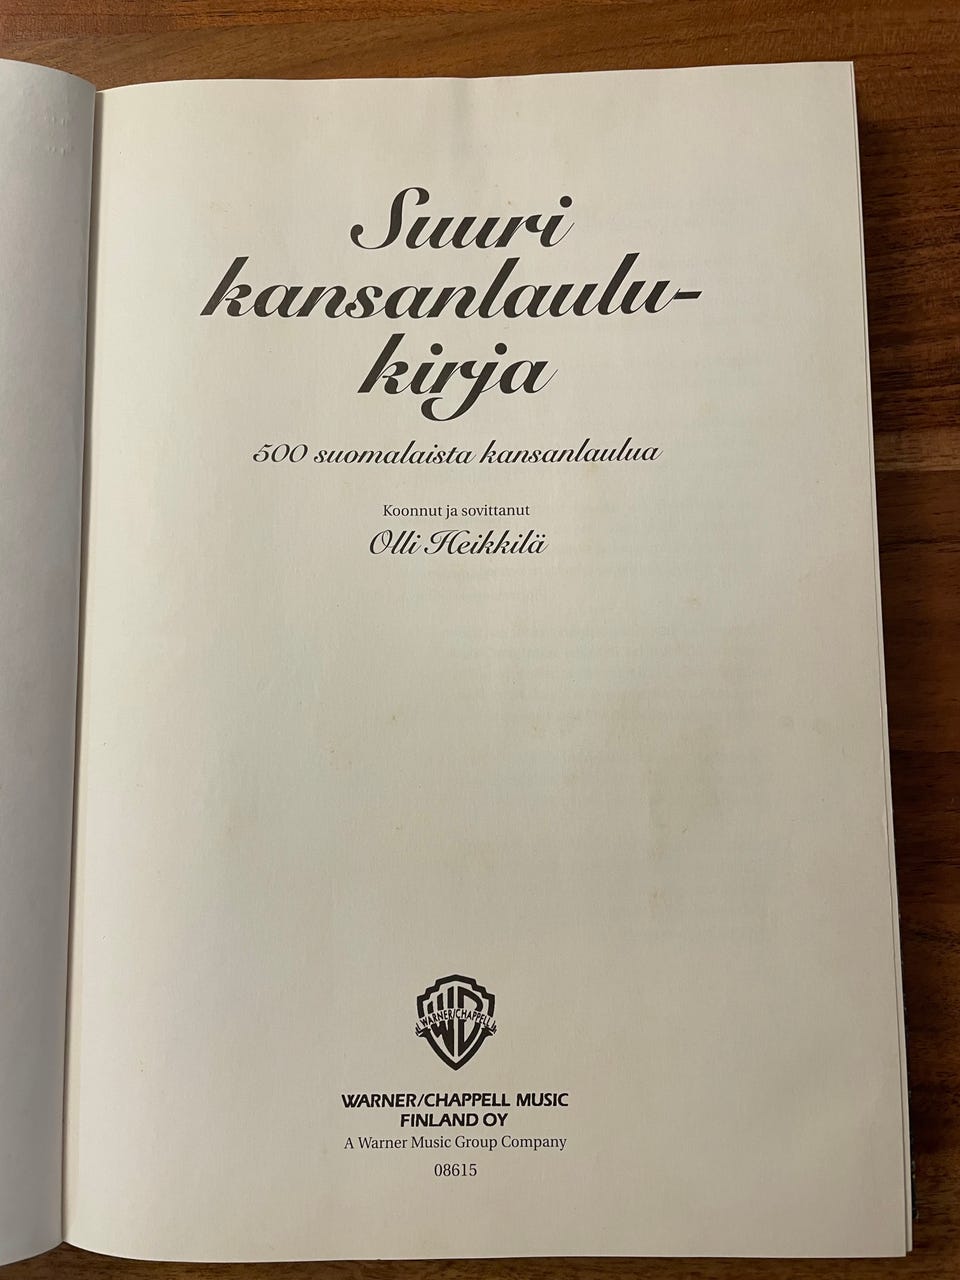 Suuri
kansanlaulu-
kirja
500 suomalaista kansanlaulua
Koonnut ja sovittanut
Olli Heikkilä
WARNER/CHAPPELL
WARNER/CHAPPELL MUSIC
FINLAND OY
A Warner Music Group Company
08615